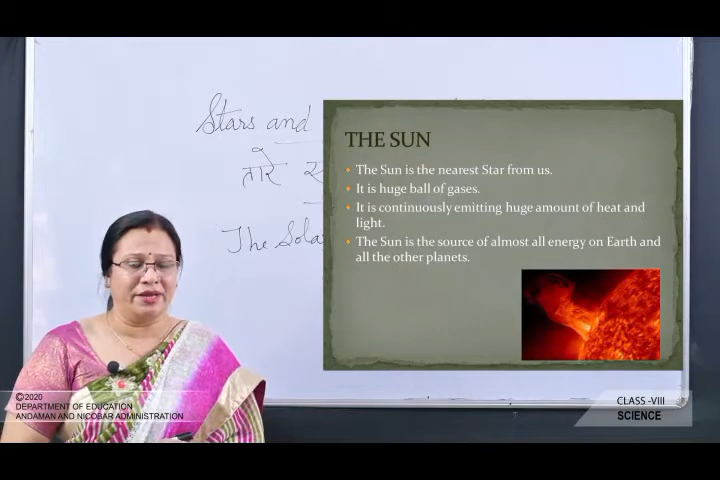 Stars and
तारे
The Sola
THE SUN
The Sun is the nearest Star from us.
It is huge ball of gases.
It is continuously emitting huge amount of heat and
light.
The Sun is the source of almost all energy on Earth and
all the other planets.
©2020
DEPARTMENT OF EDUCATION
ANDAMAN AND NICOBAR ADMINISTRATION
CLASS -VIII
SCIENCE